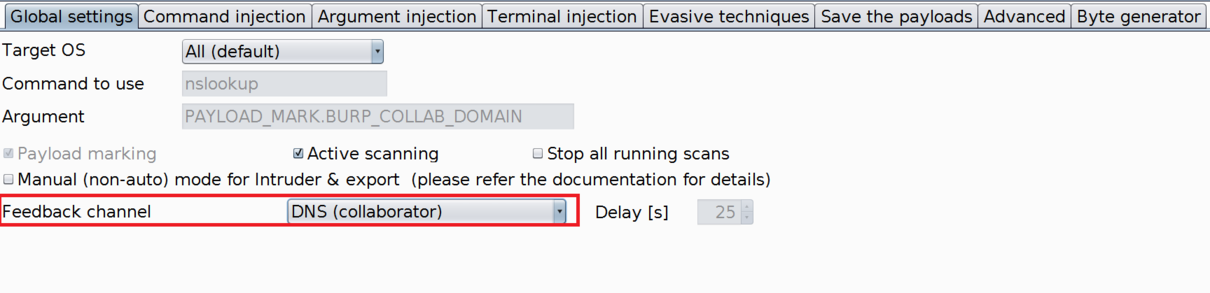 Global settings Command injection Argument injection Terminal injection Evasive techniques Save the payloads Advanced Byte generator
Target OS All (default)
Command to use nslookup
Argument PAYLOAD_MARK.BURP_COLLAB_DOMAIN
Payload marking Active scanning Stop all running scans
Manual (non-auto) mode for Intruder & export (please refer the documentation for details)
Feedback channel DNS (collaborator) Delay [s] 25